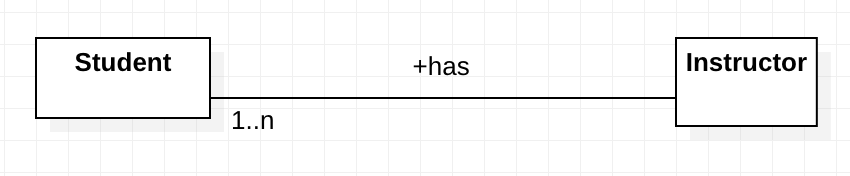 Student
+has
Instructor
1..n